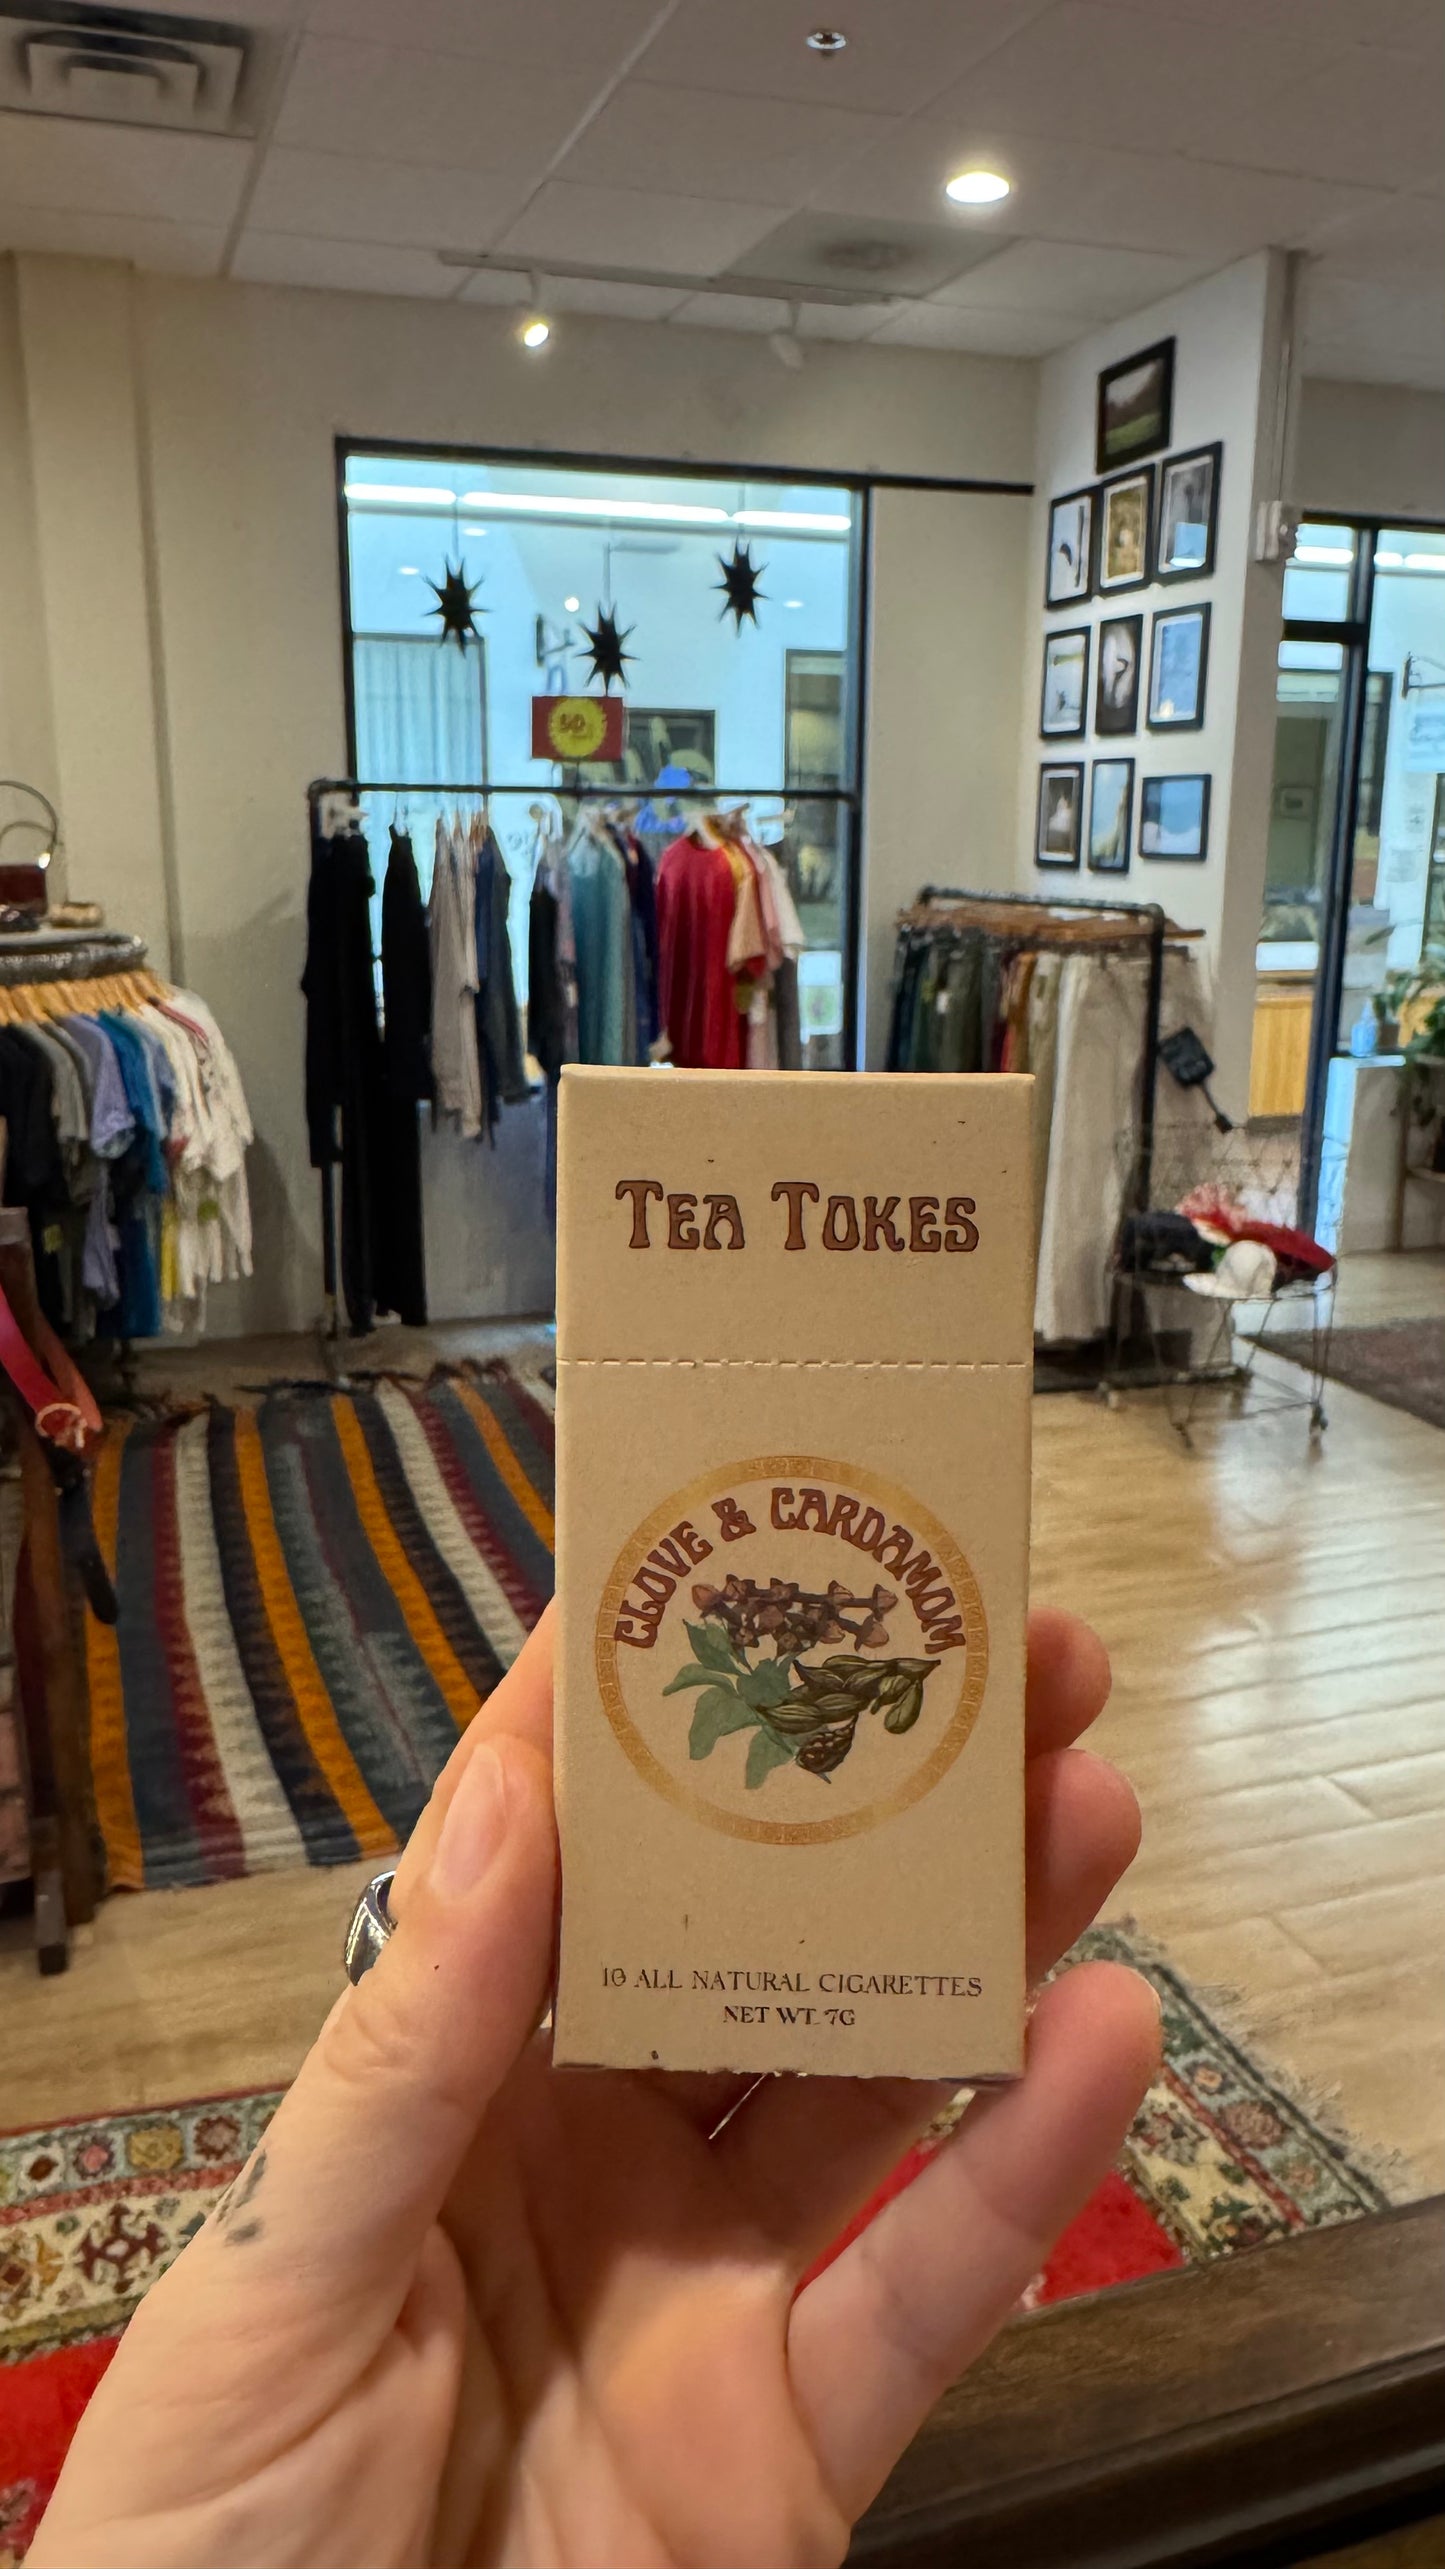 TEA TOKES
CLOVE & CARDAMOM
10 ALL NATURAL CIGARETTES
NET WT. 7G